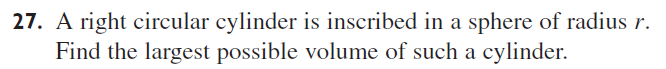 27. A right circular cylinder is inscribed in a sphere of radius r.
Find the largest possible volume of such a cylinder.